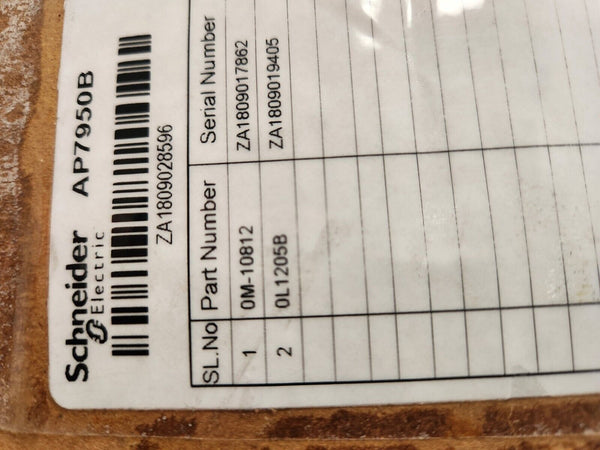 Schneider Electric AP7950B
ZA1809028596
SL.No Part Number Serial Number
1 0M-10812 ZA1809017862
2 0L1205B ZA1809019405